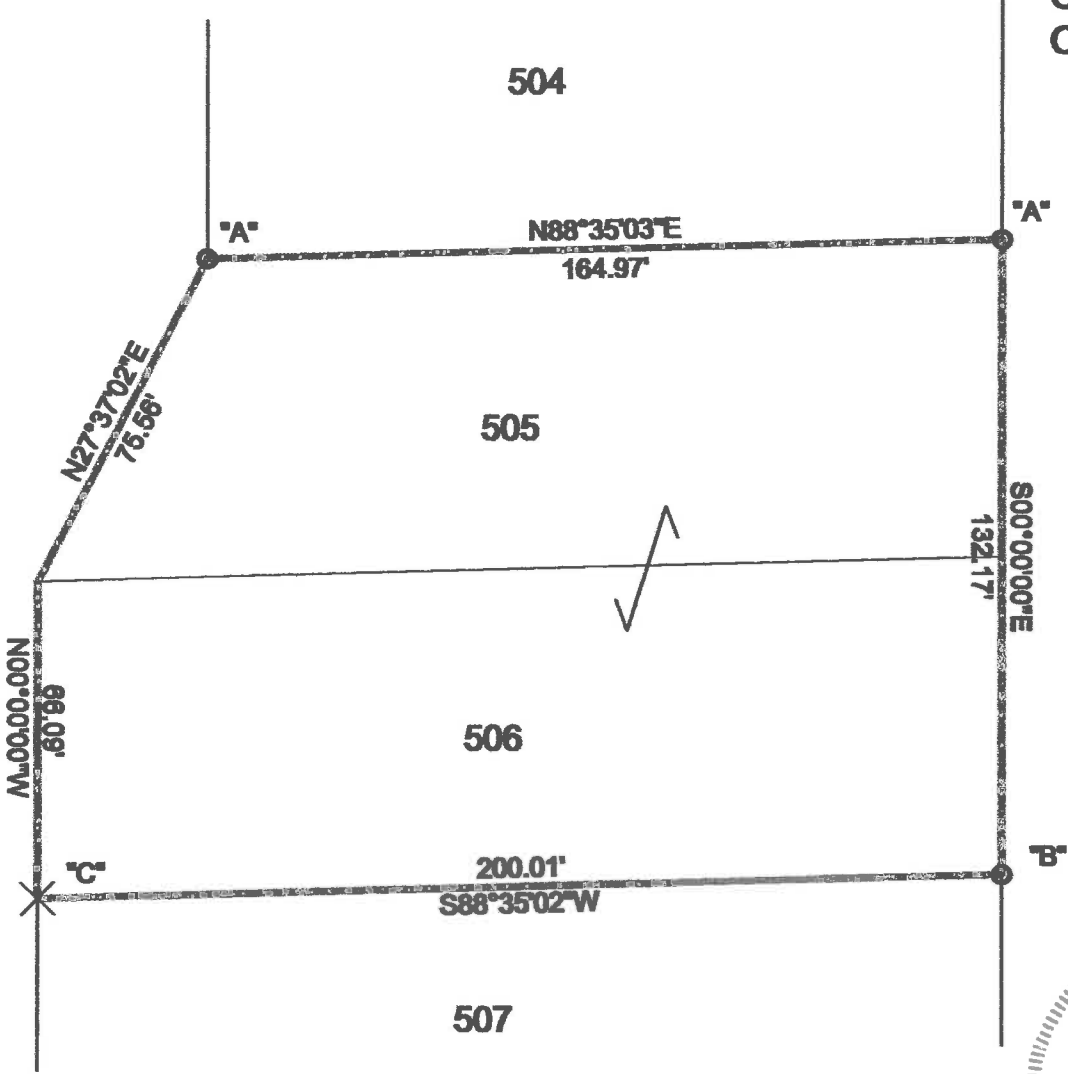 504
"A"
N88°35'03"E
164.97'
"A"
N27°37'02"E
75.56'
505
S00°00'00"E
132.17'
N00°00'00"W
66.09'
506
"C"
200.01'
S88°35'02"W
"B"
507